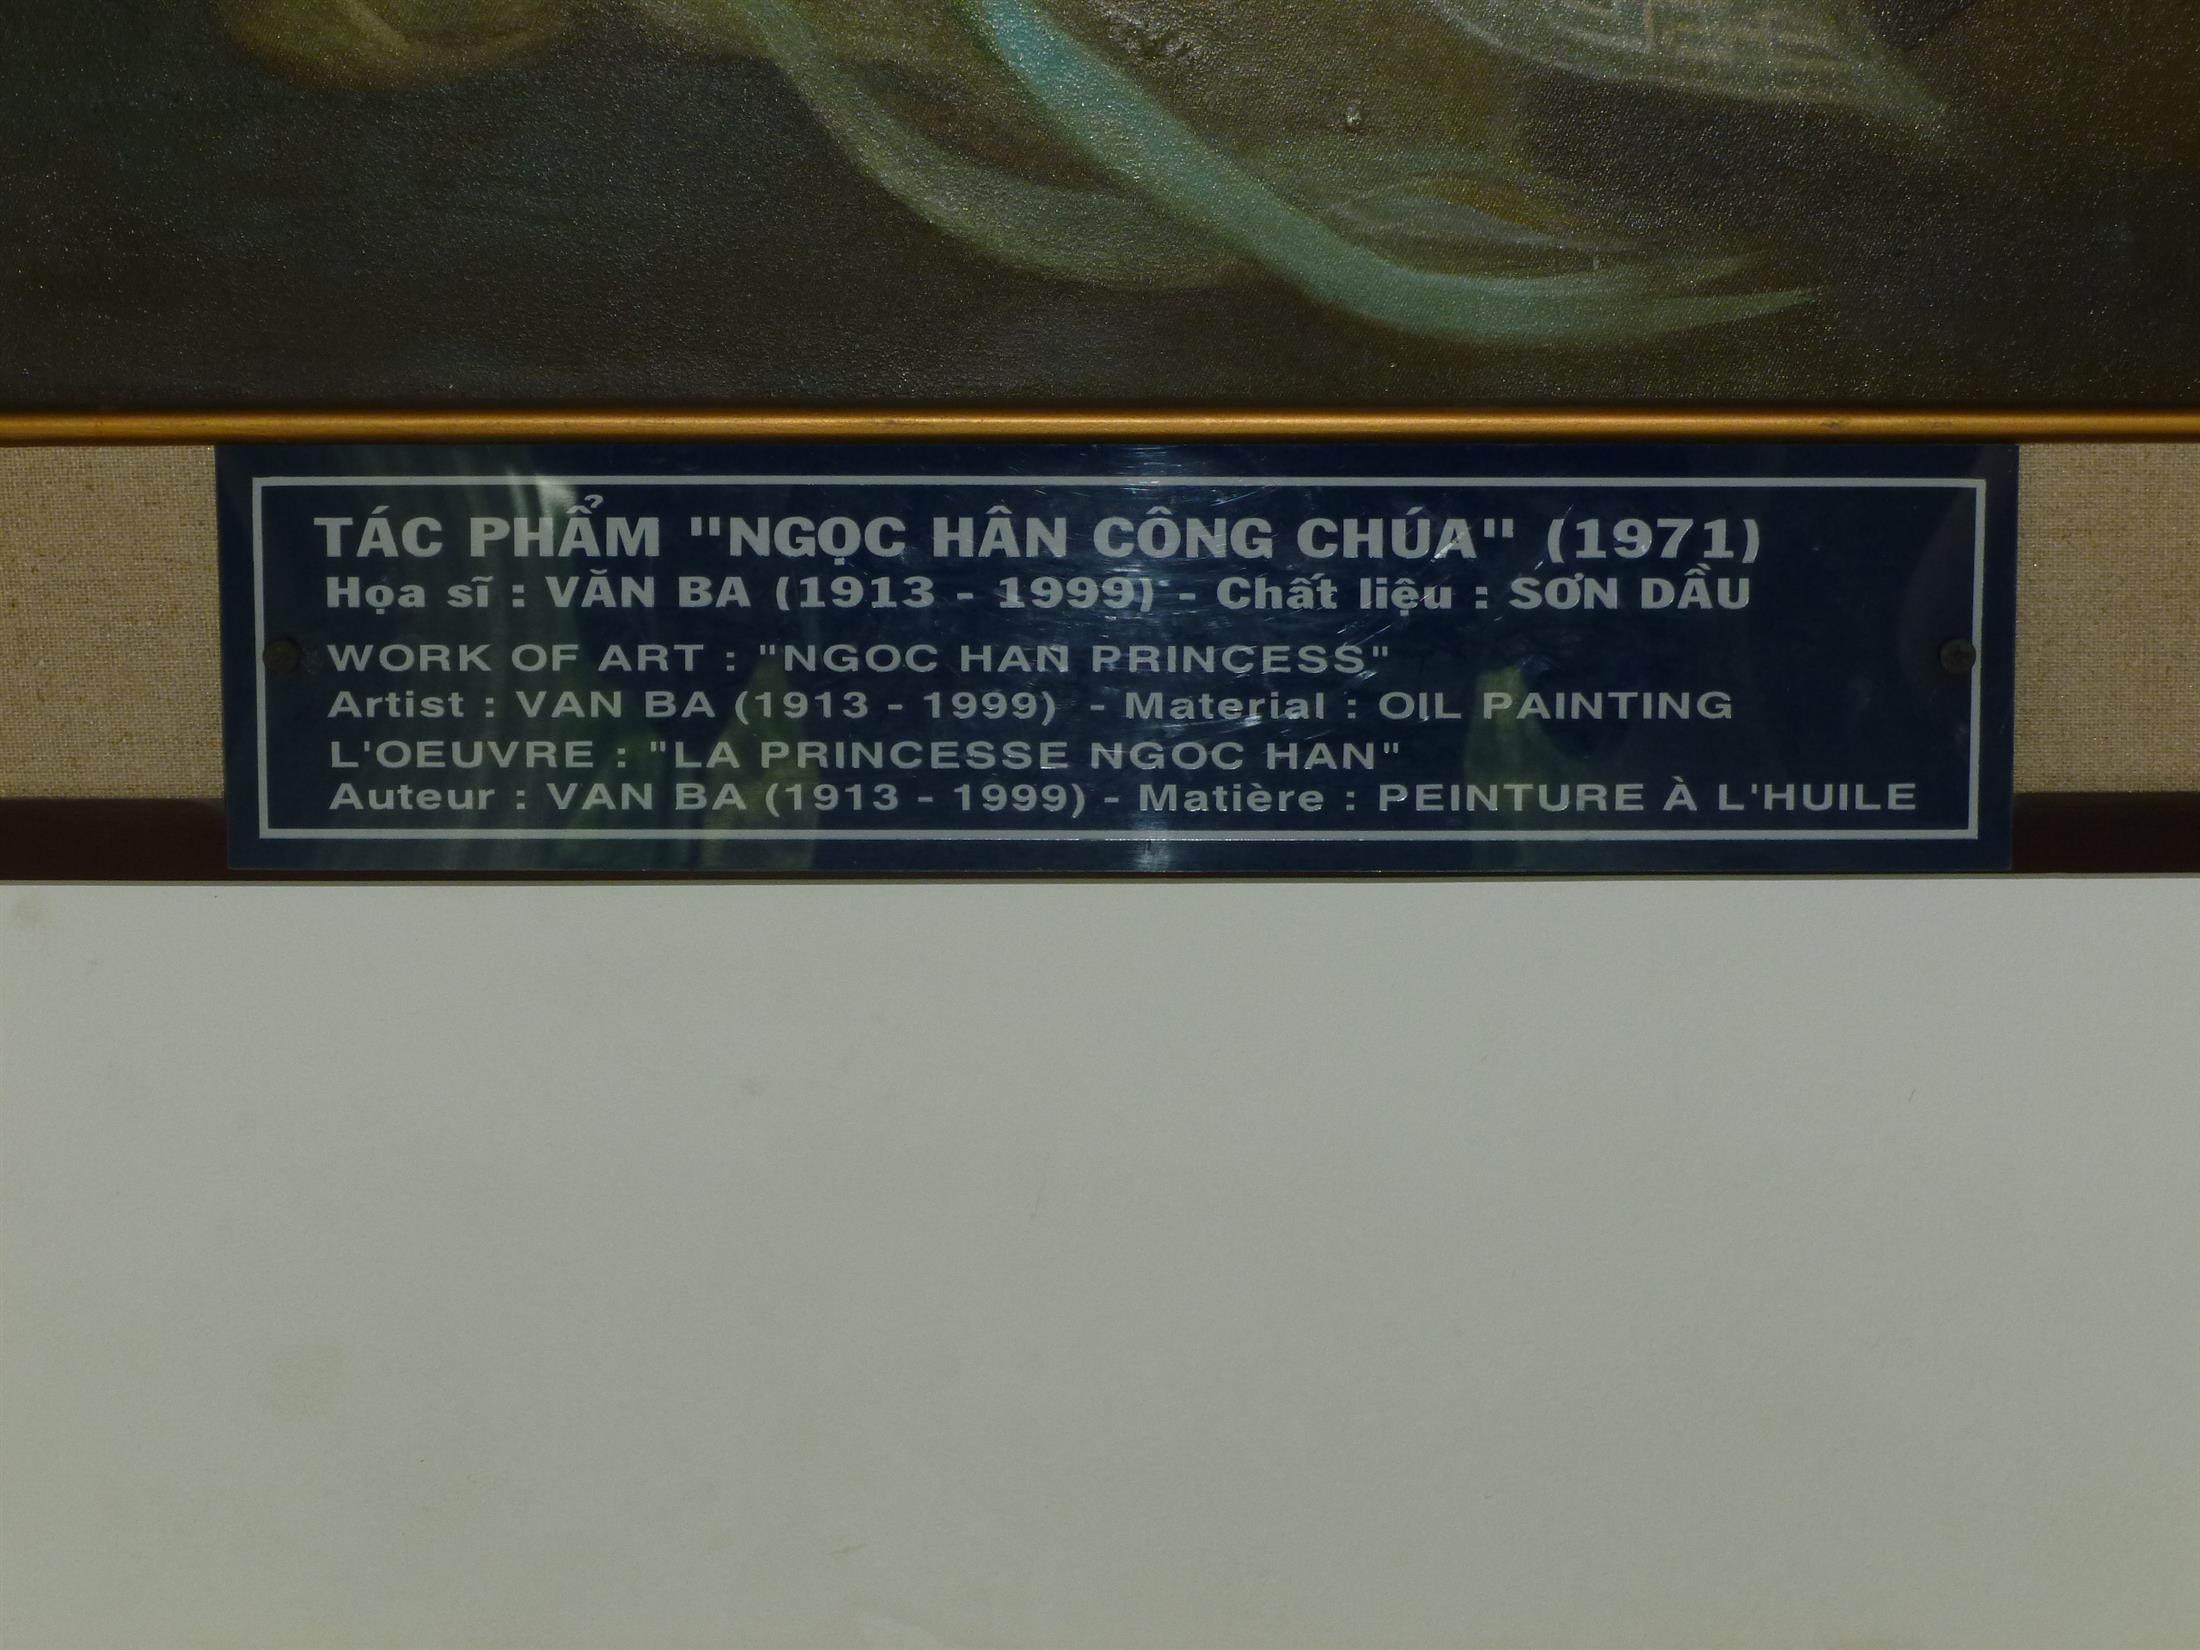 TÁC PHẨM "NGỌC HÂN CÔNG CHÚA" (1971)
Họa sĩ : VĂN BA (1913 - 1999) - Chất liệu : SƠN DẦU
WORK OF ART : "NGOC HAN PRINCESS"
Artist : VAN BA (1913 - 1999) - Material : OIL PAINTING
L'OEUVRE : "LA PRINCESSE NGOC HAN"
Auteur : VAN BA (1913 - 1999) - Matière : PEINTURE À L'HUILE